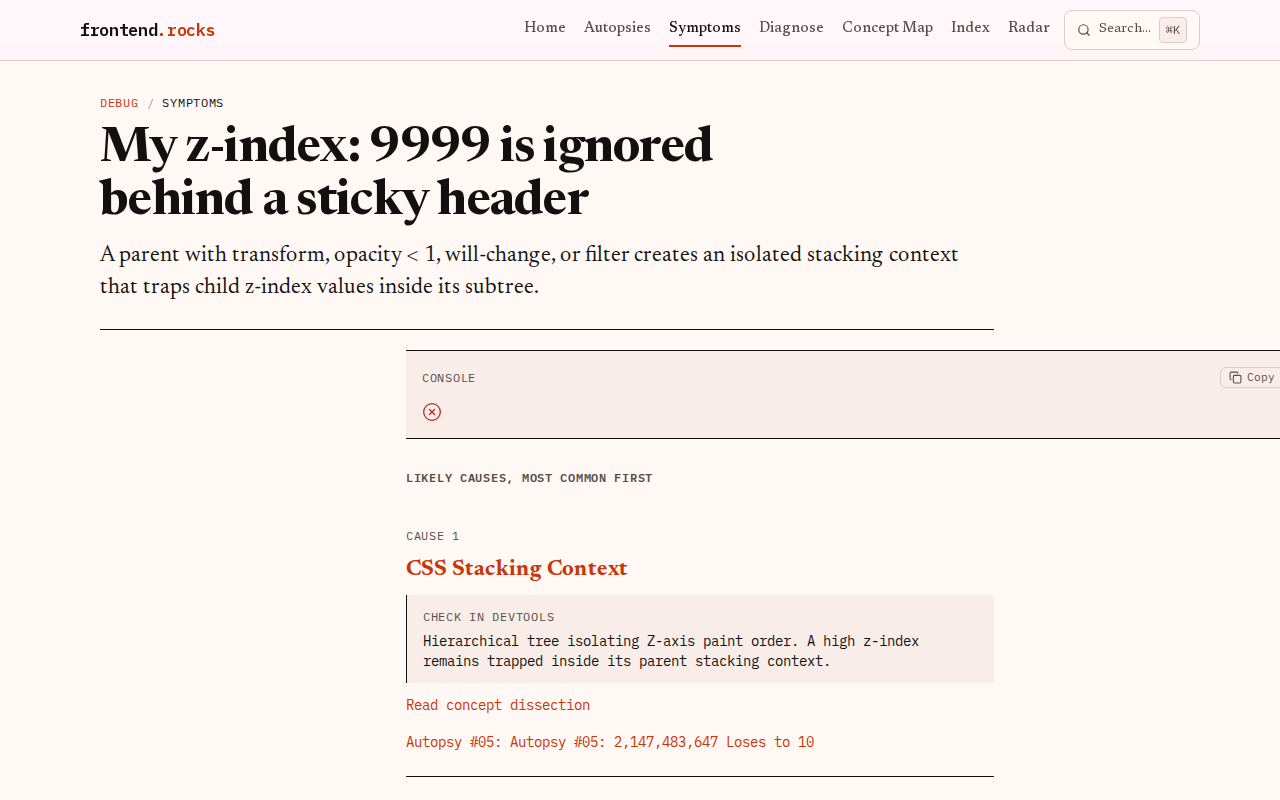 frontend.rocks
Home Autopsies Symptoms Diagnose Concept Map Index Radar Search... ⌘K
DEBUG / SYMPTOMS
My z-index: 9999 is ignored
behind a sticky header
A parent with transform, opacity < 1, will-change, or filter creates an isolated stacking context
that traps child z-index values inside its subtree.
CONSOLE
Copy
LIKELY CAUSES, MOST COMMON FIRST
CAUSE 1
CSS Stacking Context
CHECK IN DEVTOOLS
Hierarchical tree isolating Z-axis paint order. A high z-index
remains trapped inside its parent stacking context.
Read concept dissection
Autopsy #05: Autopsy #05: 2,147,483,647 Loses to 10